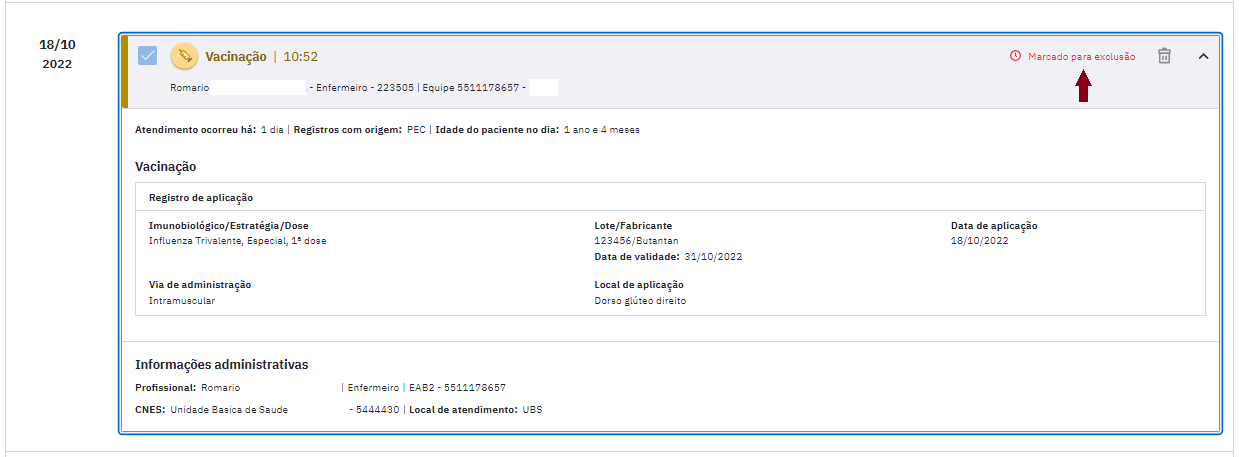 18/10
2022
Vacinação | 10:52
Marcado para exclusão
Romario - Enfermeiro - 223505 | Equipe 5511178657 -
Atendimento ocorreu há: 1 dia | Registros com origem: PEC | Idade do paciente no dia: 1 ano e 4 meses
Vacinação
Registro de aplicação
Imunobiológico/Estratégia/Dose
Influenza Trivalente, Especial, 1ª dose
Lote/Fabricante
123456/Butantan
Data de validade: 31/10/2022
Data de aplicação
18/10/2022
Via de administração
Intramuscular
Local de aplicação
Dorso glúteo direito
Informações administrativas
Profissional: Romario | Enfermeiro | EAB2 - 5511178657
CNES: Unidade Basica de Saude - 5444430 | Local de atendimento: UBS